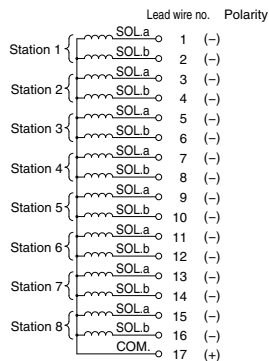 Lead wire no. Polarity
Station 1 SOL.a 1 (−)
SOL.b 2 (−)
Station 2 SOL.a 3 (−)
SOL.b 4 (−)
Station 3 SOL.a 5 (−)
SOL.b 6 (−)
Station 4 SOL.a 7 (−)
SOL.b 8 (−)
Station 5 SOL.a 9 (−)
SOL.b 10 (−)
Station 6 SOL.a 11 (−)
SOL.b 12 (−)
Station 7 SOL.a 13 (−)
SOL.b 14 (−)
Station 8 SOL.a 15 (−)
SOL.b 16 (−)
COM. 17 (+)